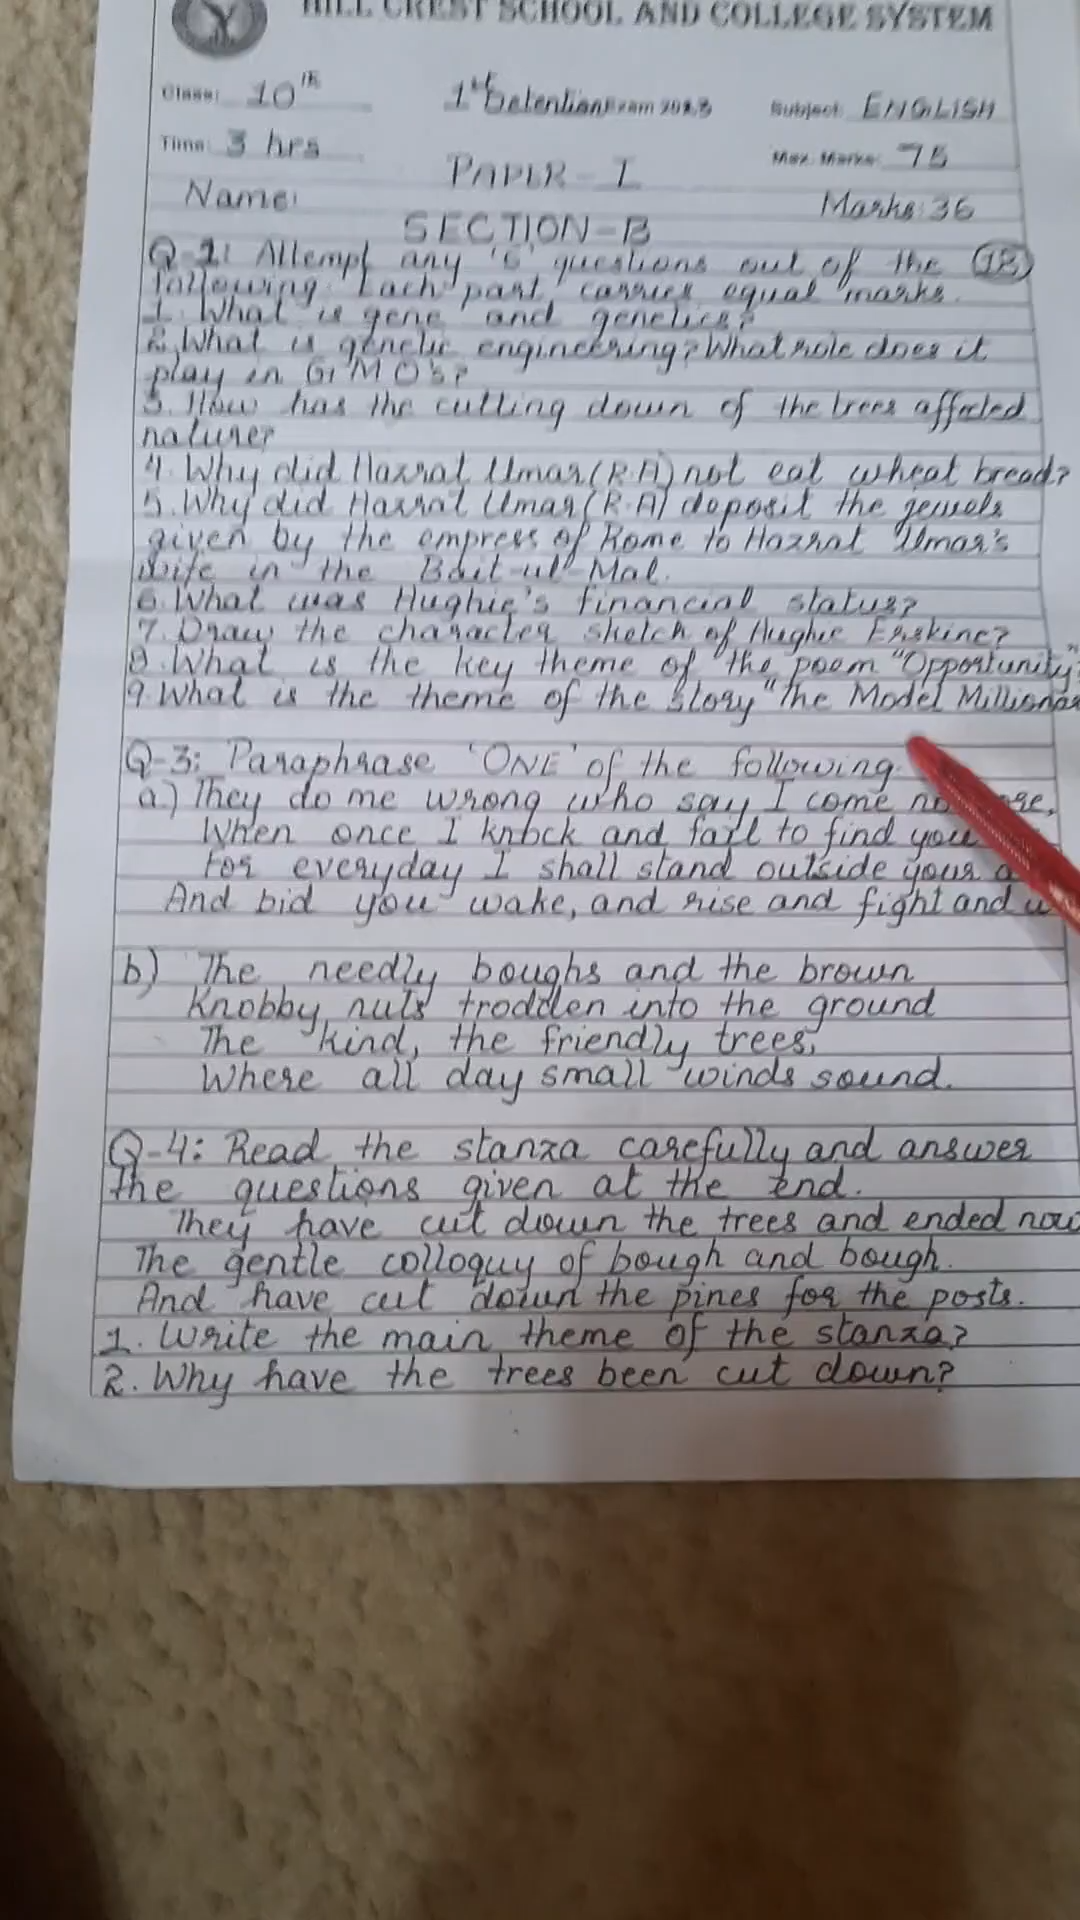 HILL CREST SCHOOL AND COLLEGE SYSTEM
Class: 10th 1st Detention Exam 2023 Subject: ENGLISH
Time: 3 hrs Max. Marks: 75
PAPER - I
Name: Marks: 36
SECTION-B
Q-2: Attempt any '6' questions out of the (18)
following. Each part carries equal marks.
1. What is gene and genetics?
2. What is genetic engineering? What role does it
play in GMO's?
3. How has the cutting down of the trees affected
nature?
4. Why did Hazrat Umar (R.A) not eat wheat bread?
5. Why did Hazrat Umar (R.A) deposit the jewels
given by the empress of Rome to Hazrat Umar's
wife in the Bait-ul-Mal.
6. What was Hughie's financial status?
7. Draw the character sketch of Hughie Erskine?
8. What is the key theme of the poem "Opportunity"
9. What is the theme of the story "The Model
Q-3: Paraphrase 'ONE' of the following.
a.) They do me wrong who say I come
When once I knock and fail to find you
For everyday I shall stand outside your
And bid you wake, and rise and fight and
b) The needly boughs and the brown
Knobby nuts trodden into the ground
The kind, the friendly trees,
Where all day small winds sound.
Q-4: Read the stanza carefully and answer
the questions given at the end.
They have cut down the trees and ended now
The gentle colloquy of bough and bough.
And have cut down the pines for the posts.
1. Write the main theme of the stanza?
2. Why have the trees been cut down?